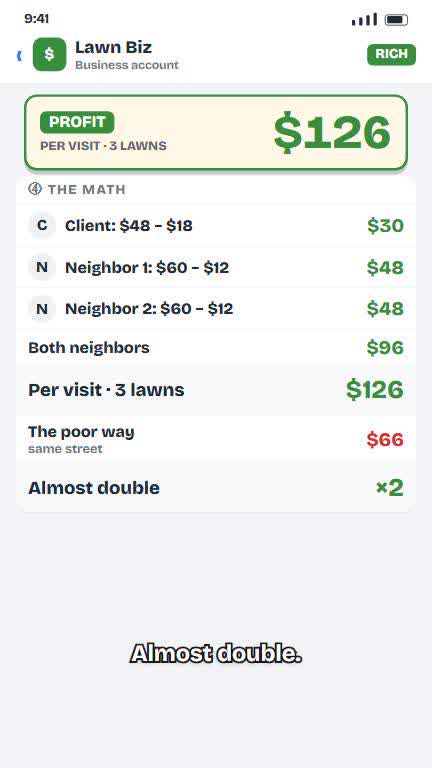 9:41
$
Lawn Biz
Business account
RICH
PROFIT
PER VISIT · 3 LAWNS
$126
④ THE MATH
C Client: $48 – $18 $30
N Neighbor 1: $60 – $12 $48
N Neighbor 2: $60 – $12 $48
Both neighbors $96
Per visit · 3 lawns $126
The poor way
same street
$66
Almost double ×2
Almost double.